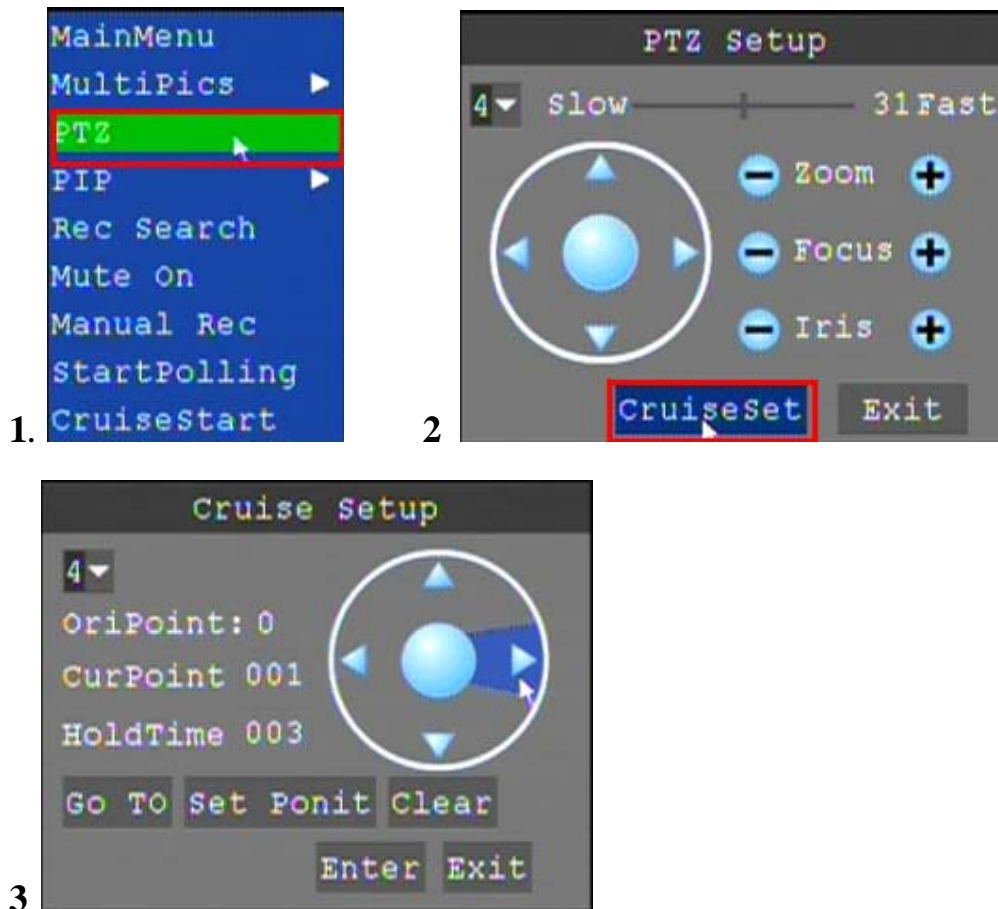 MainMenu
MultiPics
PTZ
PIP
Rec Search
Mute On
Manual Rec
StartPolling
CruiseStart
1.
PTZ Setup
4 Slow 31 Fast
Zoom
Focus
Iris
CruiseSet Exit
2
Cruise Setup
4
OriPoint: 0
CurPoint 001
HoldTime 003
Go TO Set Ponit Clear
Enter Exit
3